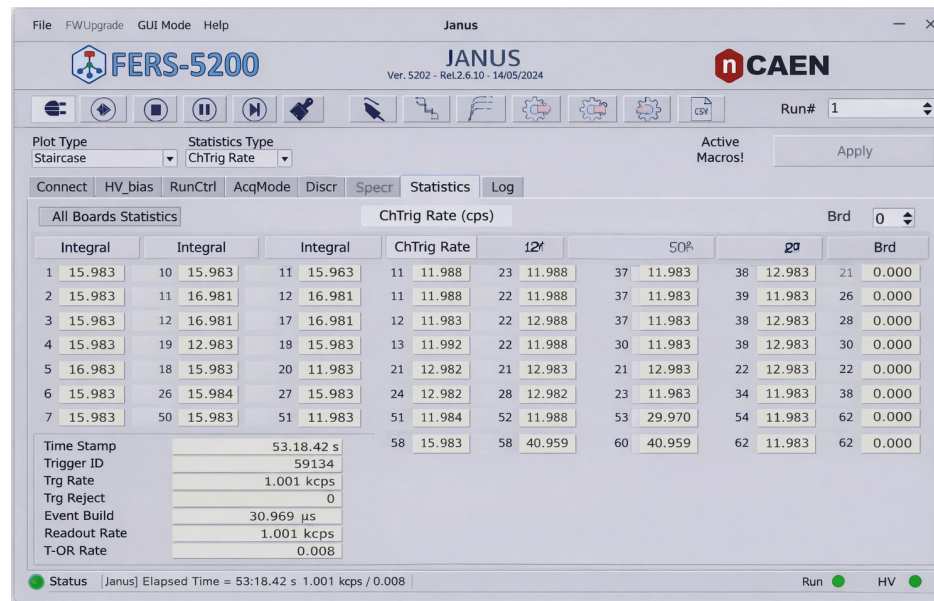 File FWUpgrade GUI Mode Help Janus
FERS-5200 JANUS CAEN
Ver. 5202 - Rel.2.6.10 - 14/05/2024
CSV Run# 1
Plot Type Statistics Type Active
Staircase ChTrig Rate Macros! Apply
Connect HV_bias RunCtrl AcqMode Discr Specr Statistics Log
All Boards Statistics ChTrig Rate (cps) Brd 0
Integral Integral Integral ChTrig Rate Brd
1 15.983 10 15.963 11 15.963 11 11.988 23 11.988 37 11.983 38 12.983 21 0.000
2 15.983 11 16.981 12 16.981 11 11.988 22 11.988 37 11.983 39 11.983 26 0.000
3 15.983 12 16.981 17 16.981 12 11.983 22 12.988 37 11.983 38 12.983 28 0.000
4 15.983 19 12.983 19 15.983 13 11.992 22 11.988 30 11.983 39 12.983 30 0.000
5 16.983 18 15.983 20 11.983 21 12.982 21 12.983 21 12.983 22 12.983 22 0.000
6 15.983 26 15.984 27 15.983 24 12.982 28 12.982 23 11.983 34 11.983 38 0.000
7 15.983 50 15.983 51 11.983 51 11.984 52 11.988 53 29.970 54 11.983 62 0.000
58 15.983 58 40.959 60 40.959 62 11.983 62 0.000
Time Stamp 53.18.42 s
Trigger ID 59134
Trg Rate 1.001 kcps
Trg Reject 0
Event Build 30.969 µs
Readout Rate 1.001 kcps
T-OR Rate 0.008
Status [Janus] Elapsed Time = 53:18.42 s 1.001 kcps / 0.008 Run HV